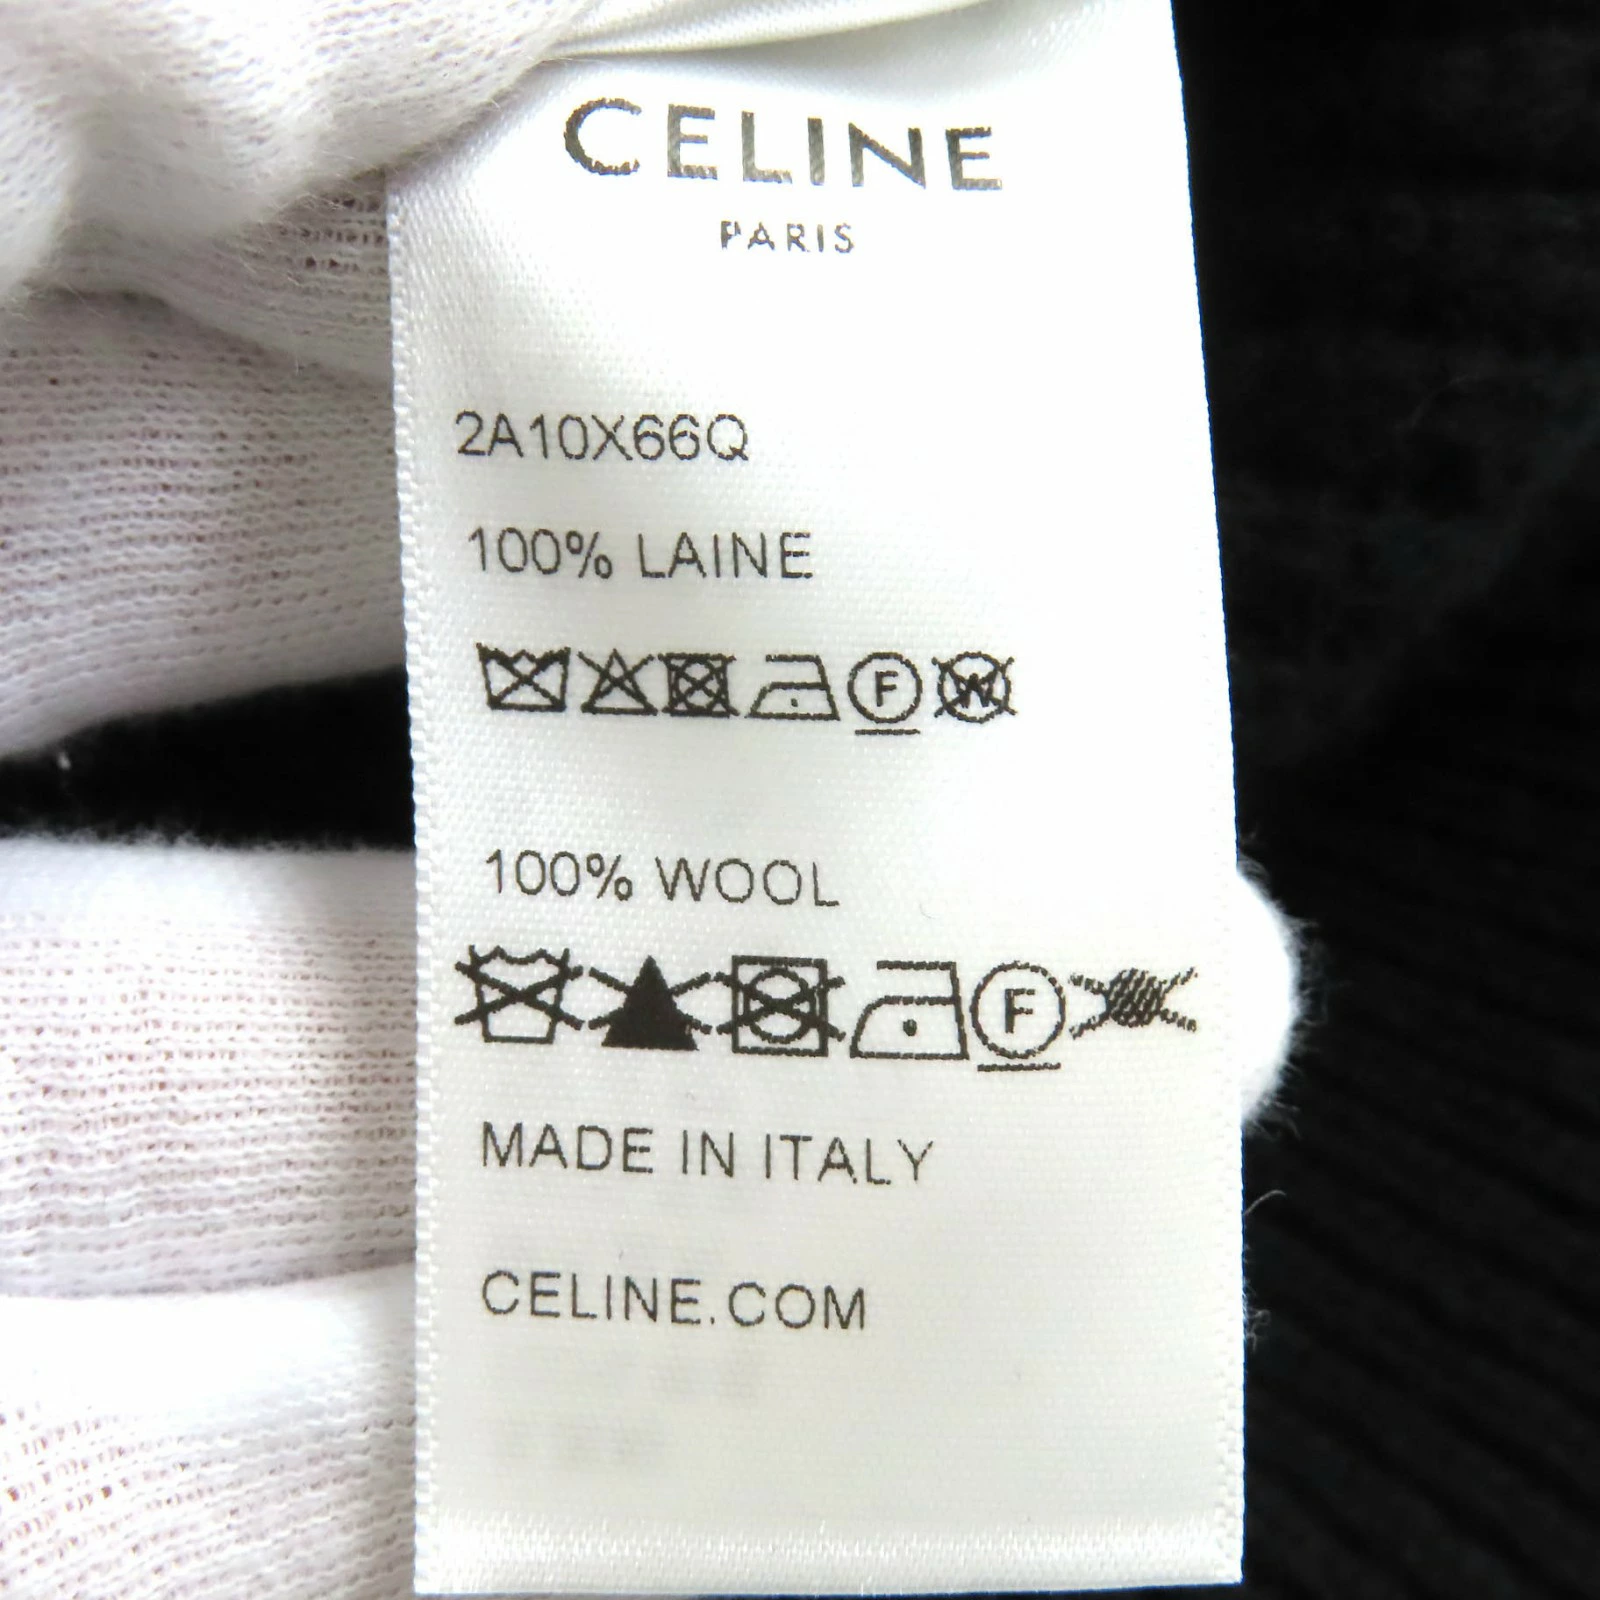 CELINE
PARIS
2A10X66Q
100% LAINE
F W
100% WOOL
F
MADE IN ITALY
CELINE.COM